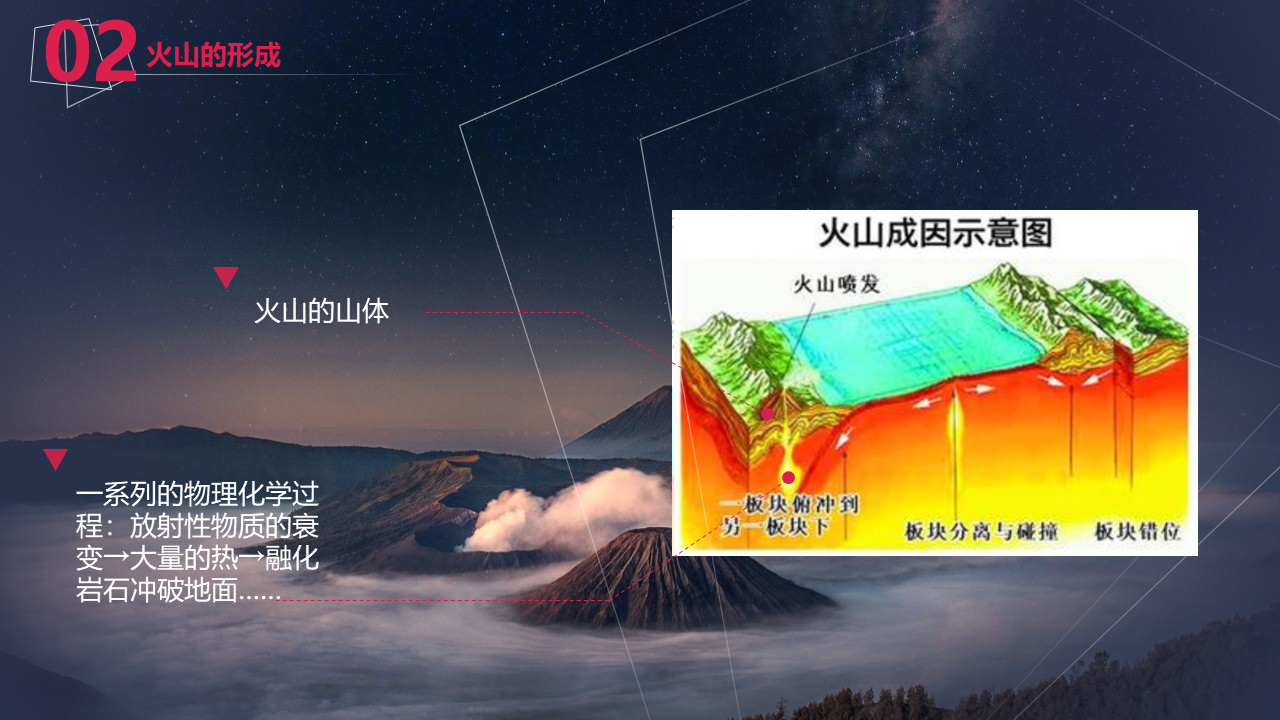 02 火山的形成
火山成因示意图
火山喷发
火山的山体
一系列的物理化学过
程：放射性物质的衰
变→大量的热→融化
岩石冲破地面……
一板块俯冲到
另一板块下
板块分离与碰撞
板块错位